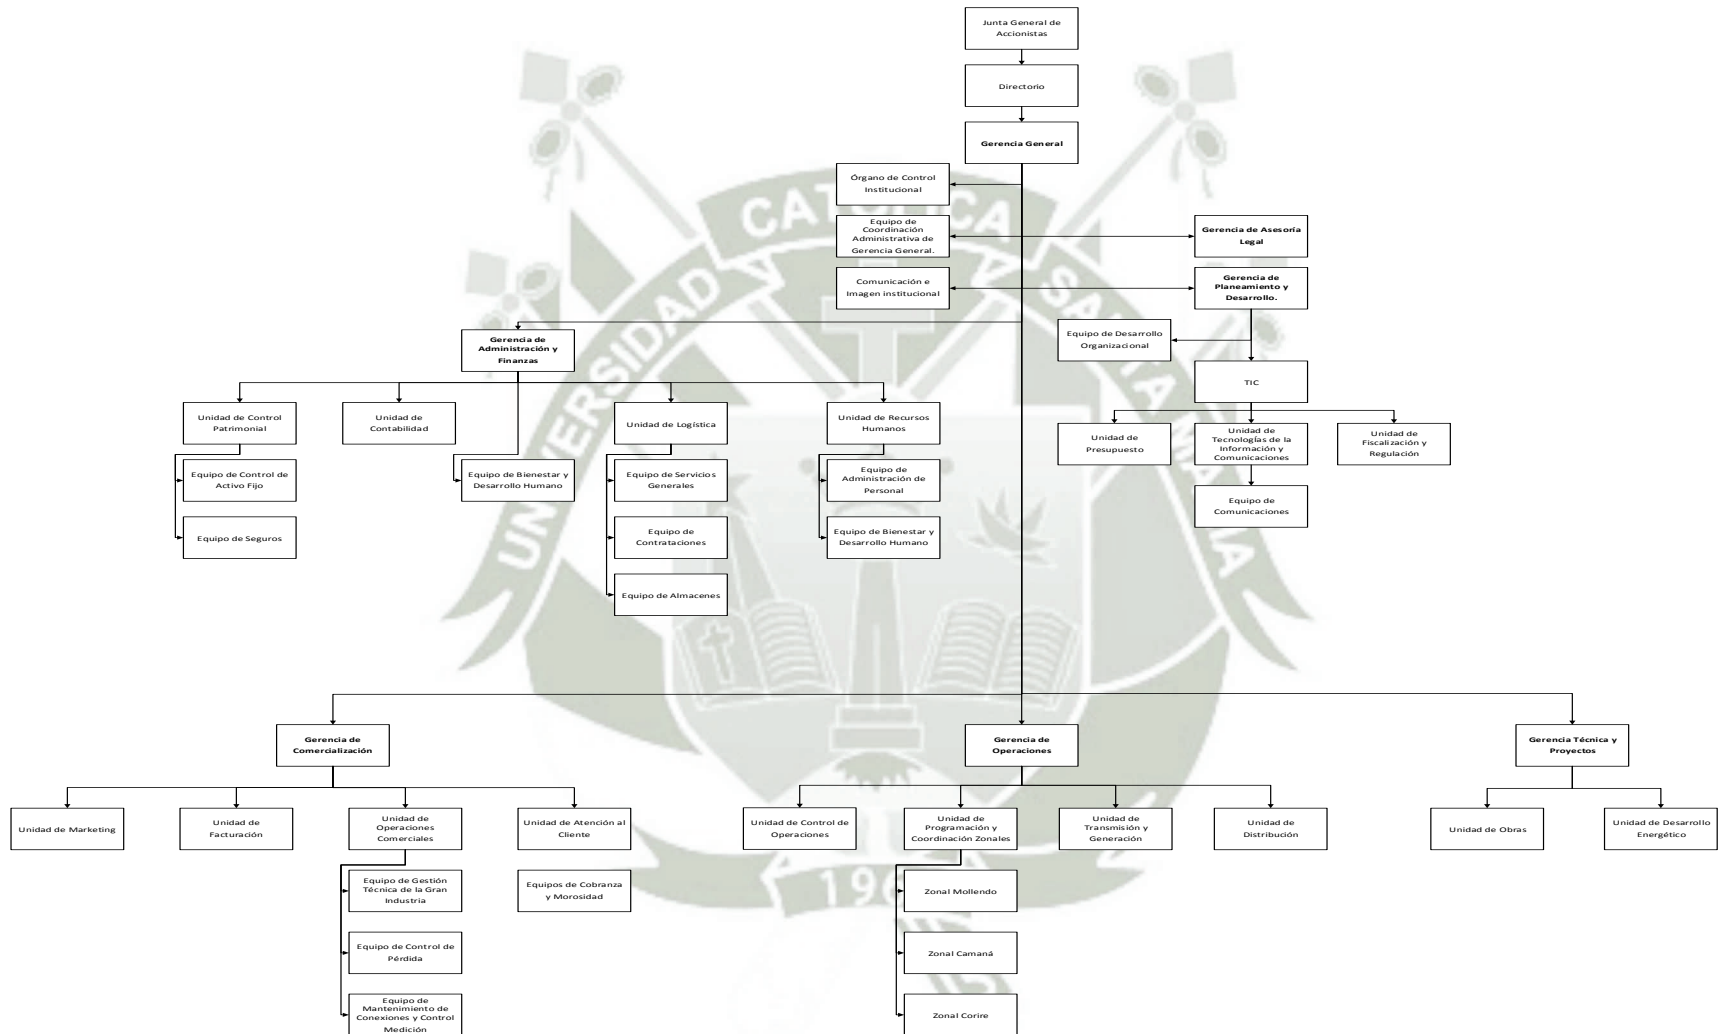 Junta General de
Accionistas
Directorio
Gerencia General
Órgano de Control
Institucional
Equipo de
Coordinación
Administrativa de
Gerencia General.
Gerencia de Asesoría
Legal
Comunicación e
Imagen institucional
Gerencia de
Planeamiento y
Desarrollo.
Equipo de Desarrollo
Organizacional
Gerencia de
Administración y
Finanzas
TIC
Unidad de Control
Patrimonial
Unidad de
Contabilidad
Unidad de Logística
Unidad de Recursos
Humanos
Unidad de
Presupuesto
Unidad de
Tecnologías de la
Información y
Comunicaciones
Unidad de
Fiscalización y
Regulación
Equipo de Control de
Activo Fijo
Equipo de Bienestar y
Desarrollo Humano
Equipo de Servicios
Generales
Equipo de
Administración de
Personal
Equipo de
Comunicaciones
Equipo de Seguros
Equipo de
Contrataciones
Equipo de Bienestar y
Desarrollo Humano
Equipo de Almacenes
Gerencia de
Comercialización
Gerencia de
Operaciones
Gerencia Técnica y
Proyectos
Unidad de Marketing
Unidad de
Facturación
Unidad de
Operaciones
Comerciales
Unidad de Atención al
Cliente
Unidad de Control de
Operaciones
Unidad de
Programación y
Coordinación Zonales
Unidad de
Transmisión y
Generación
Unidad de
Distribución
Unidad de Obras
Unidad de Desarrollo
Energético
Equipo de Gestión
Técnica de la Gran
Industria
Equipos de Cobranza
y Morosidad
Zonal Mollendo
Equipo de Control de
Pérdida
Zonal Camaná
Equipo de
Mantenimiento de
Conexiones y Control
Medición
Zonal Corire
UNIVERSIDAD CATÓLICA SANTA MARÍA